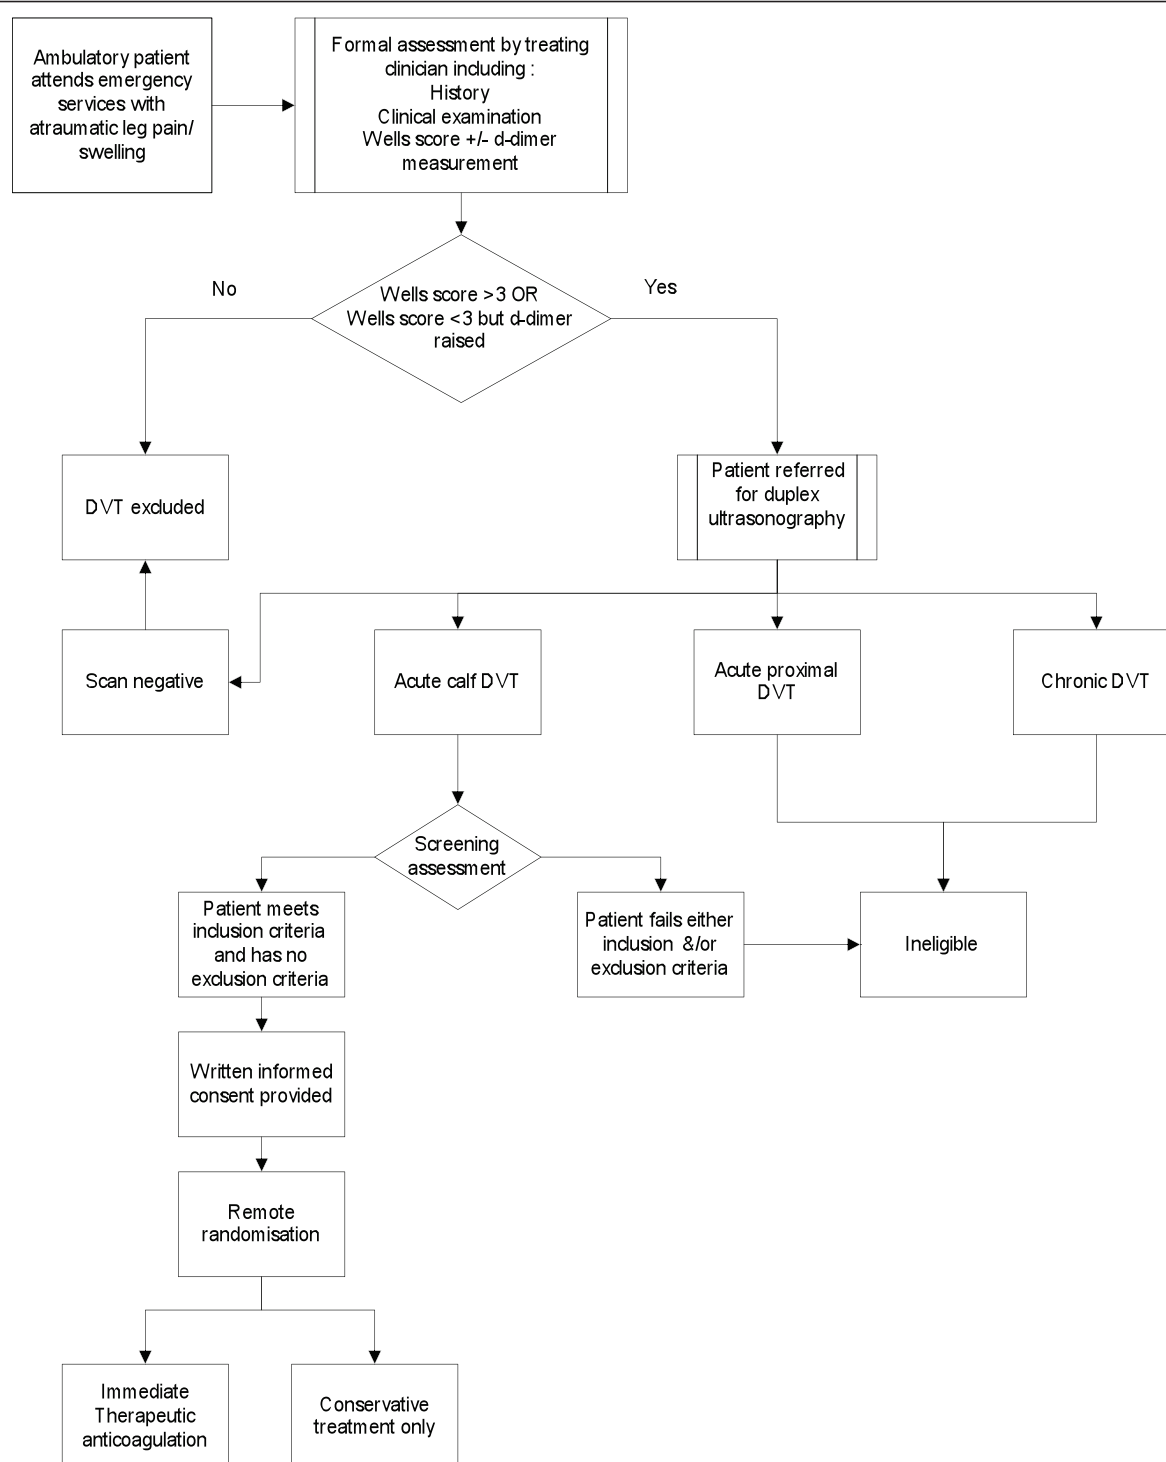 Ambulatory patient
attends emergency
services with
atraumatic leg pain/
swelling
Formal assessment by treating
clinician including :
History
Clinical examination
Wells score +/- d-dimer
measurement
No
Wells score >3 OR
Wells score <3 but d-dimer
raised
Yes
DVT excluded
Patient referred
for duplex
ultrasonography
Scan negative
Acute calf DVT
Acute proximal
DVT
Chronic DVT
Screening
assessment
Patient meets
inclusion criteria
and has no
exclusion criteria
Patient fails either
inclusion &/or
exclusion criteria
Ineligible
Written informed
consent provided
Remote
randomisation
Immediate
Therapeutic
anticoagulation
Conservative
treatment only